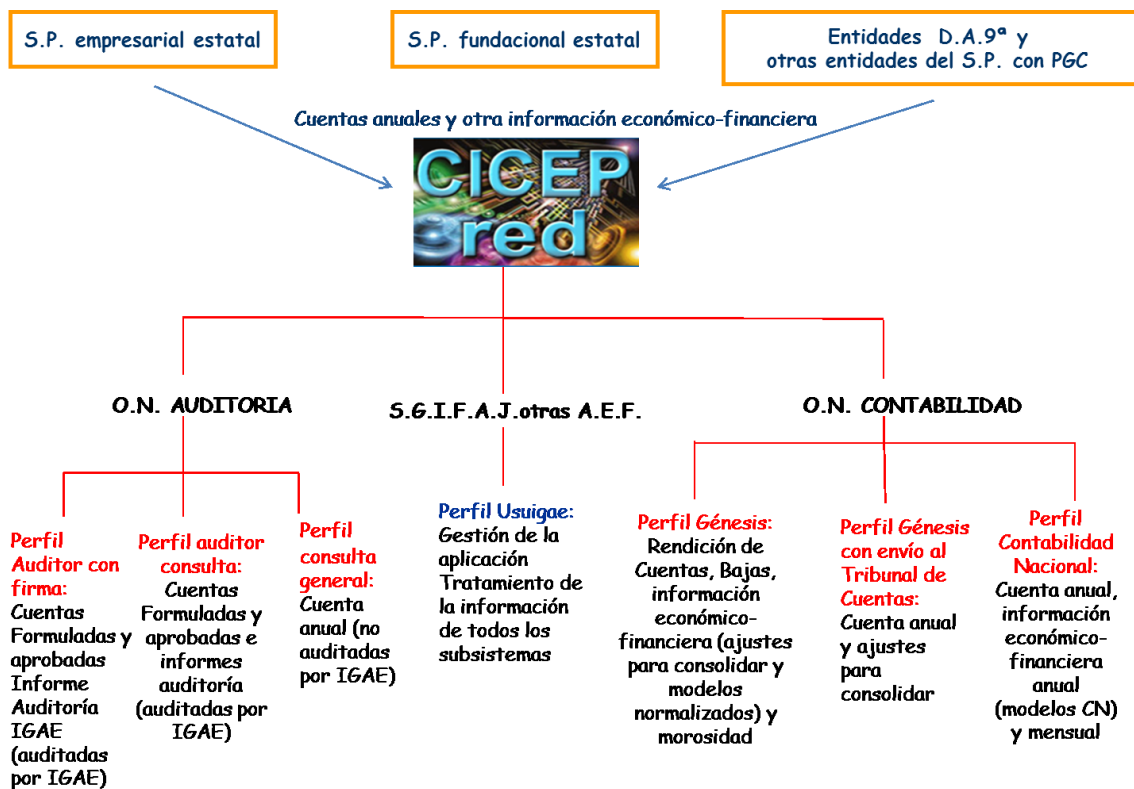 S.P. empresarial estatal
S.P. fundacional estatal
Entidades D.A.9ª y
otras entidades del S.P. con PGC
Cuentas anuales y otra información económico-financiera
CICEP
red
O.N. AUDITORIA
S.G.I.F.A.J.otras A.E.F.
O.N. CONTABILIDAD
Perfil
Auditor con
firma:
Cuentas
Formuladas y
aprobadas
Informe
Auditoría
IGAE
(auditadas
por IGAE)
Perfil auditor
consulta:
Cuentas
Formuladas y
aprobadas e
informes
auditoría
(auditadas por
IGAE)
Perfil
consulta
general:
Cuenta
anual (no
auditadas
por IGAE)
Perfil Usuigae:
Gestión de la
aplicación
Tratamiento de
la información
de todos los
subsistemas
Perfil Génesis:
Rendición de
Cuentas, Bajas,
información
económico-
financiera (ajustes
para consolidar y
modelos
normalizados) y
morosidad
Perfil Génesis
con envío al
Tribunal de
Cuentas:
Cuenta anual
y ajustes
para
consolidar
Perfil
Contabilidad
Nacional:
Cuenta anual,
información
económico-
financiera
anual
(modelos CN)
y mensual